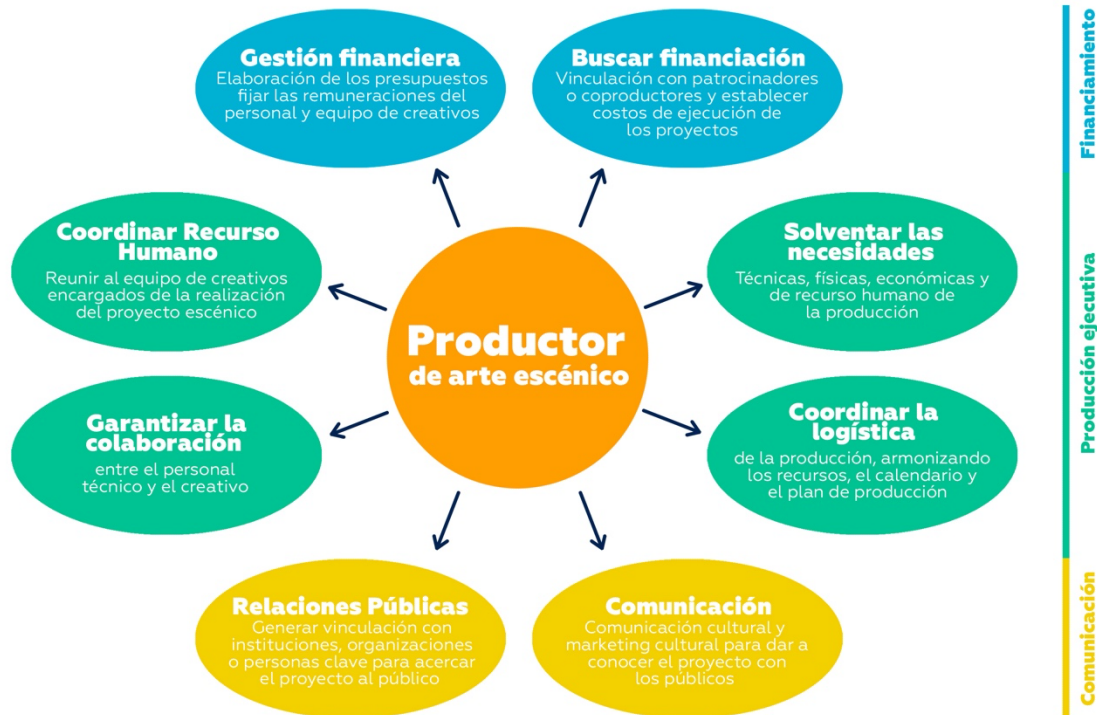 Gestión financiera
Elaboración de los presupuestos
fijar las remuneraciones del
personal y equipo de creativos
Buscar financiación
Vinculación con patrocinadores
o coproductores y establecer
costos de ejecución de
los proyectos
Financiamiento
Coordinar Recurso
Humano
Reunir al equipo de creativos
encargados de la realización
del proyecto escénico
Solventar las
necesidades
Técnicas, físicas, económicas y
de recurso humano de
la producción
Productor
de arte escénico
Producción ejecutiva
Garantizar la
colaboración
entre el personal
técnico y el creativo
Coordinar la
logística
de la producción, armonizando
los recursos, el calendario y
el plan de producción
Relaciones Públicas
Generar vinculación con
instituciones, organizaciones
o personas clave para acercar
el proyecto al público
Comunicación
Comunicación cultural y
marketing cultural para dar a
conocer el proyecto con
los públicos
Comunicación